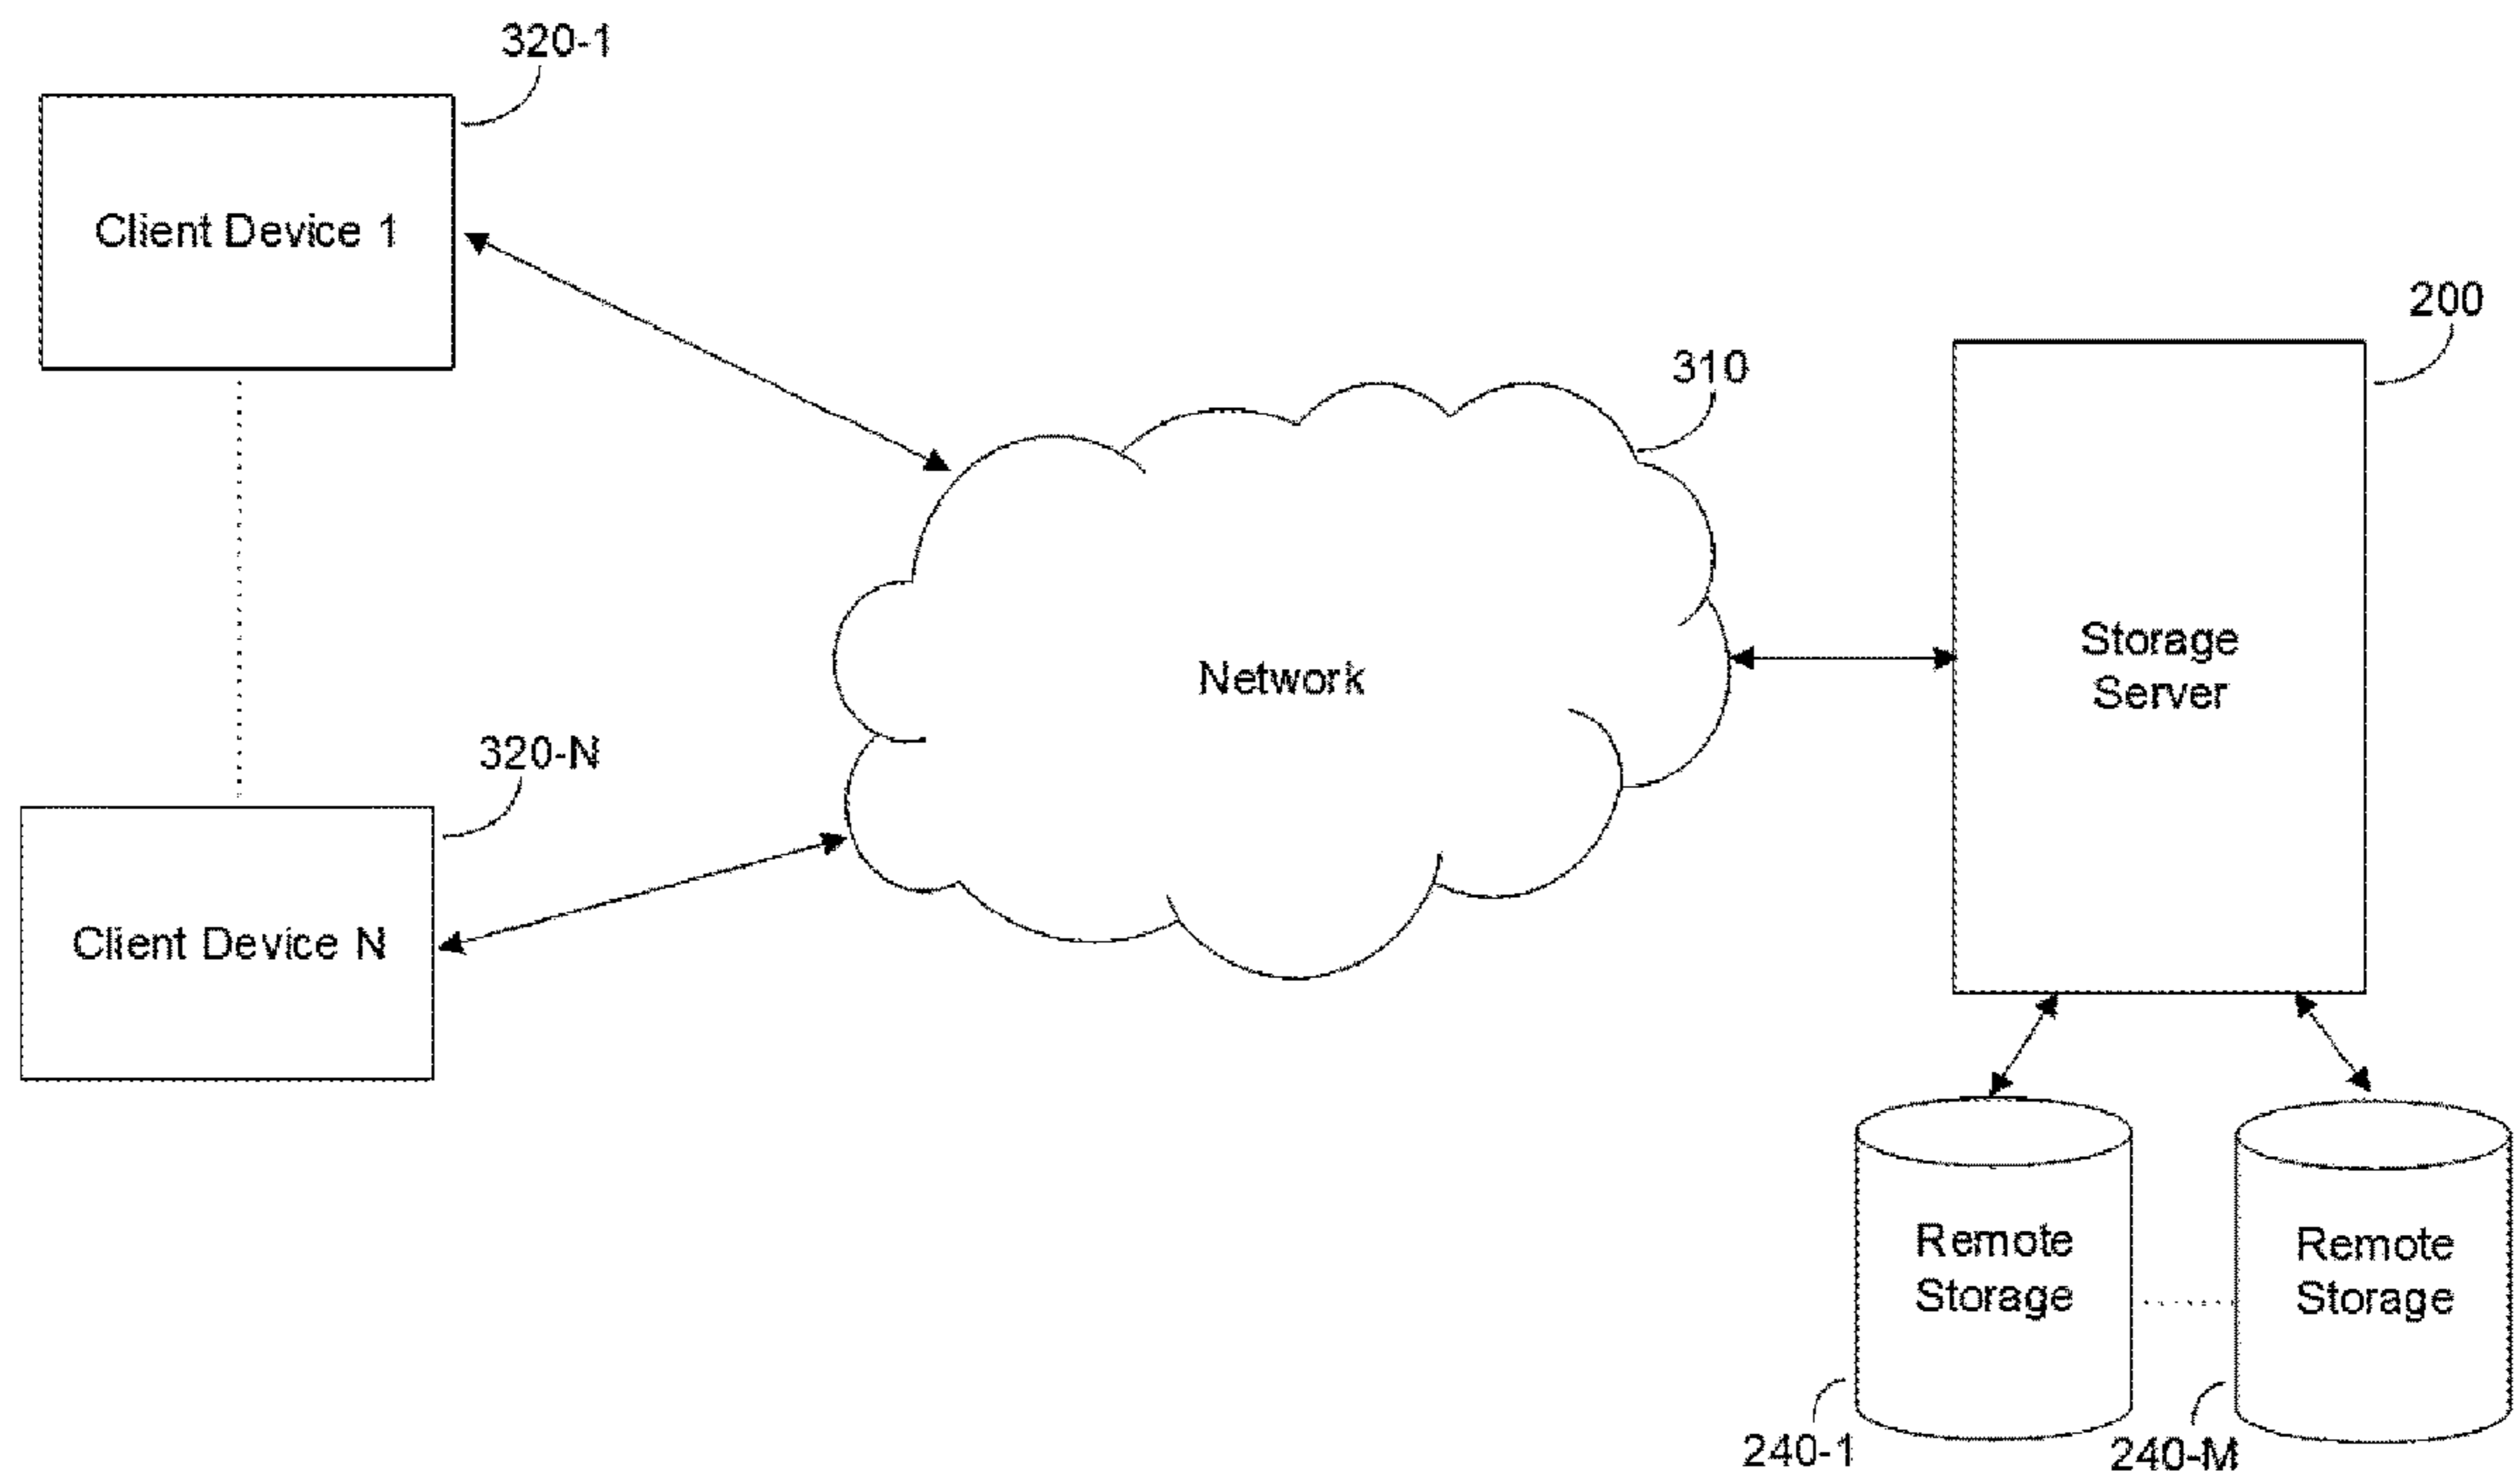 320-1
Client Device 1
200
310
Storage
Server
Network
320-N
Client Device N
Remote
Storage
Remote
Storage
240-1
240-M